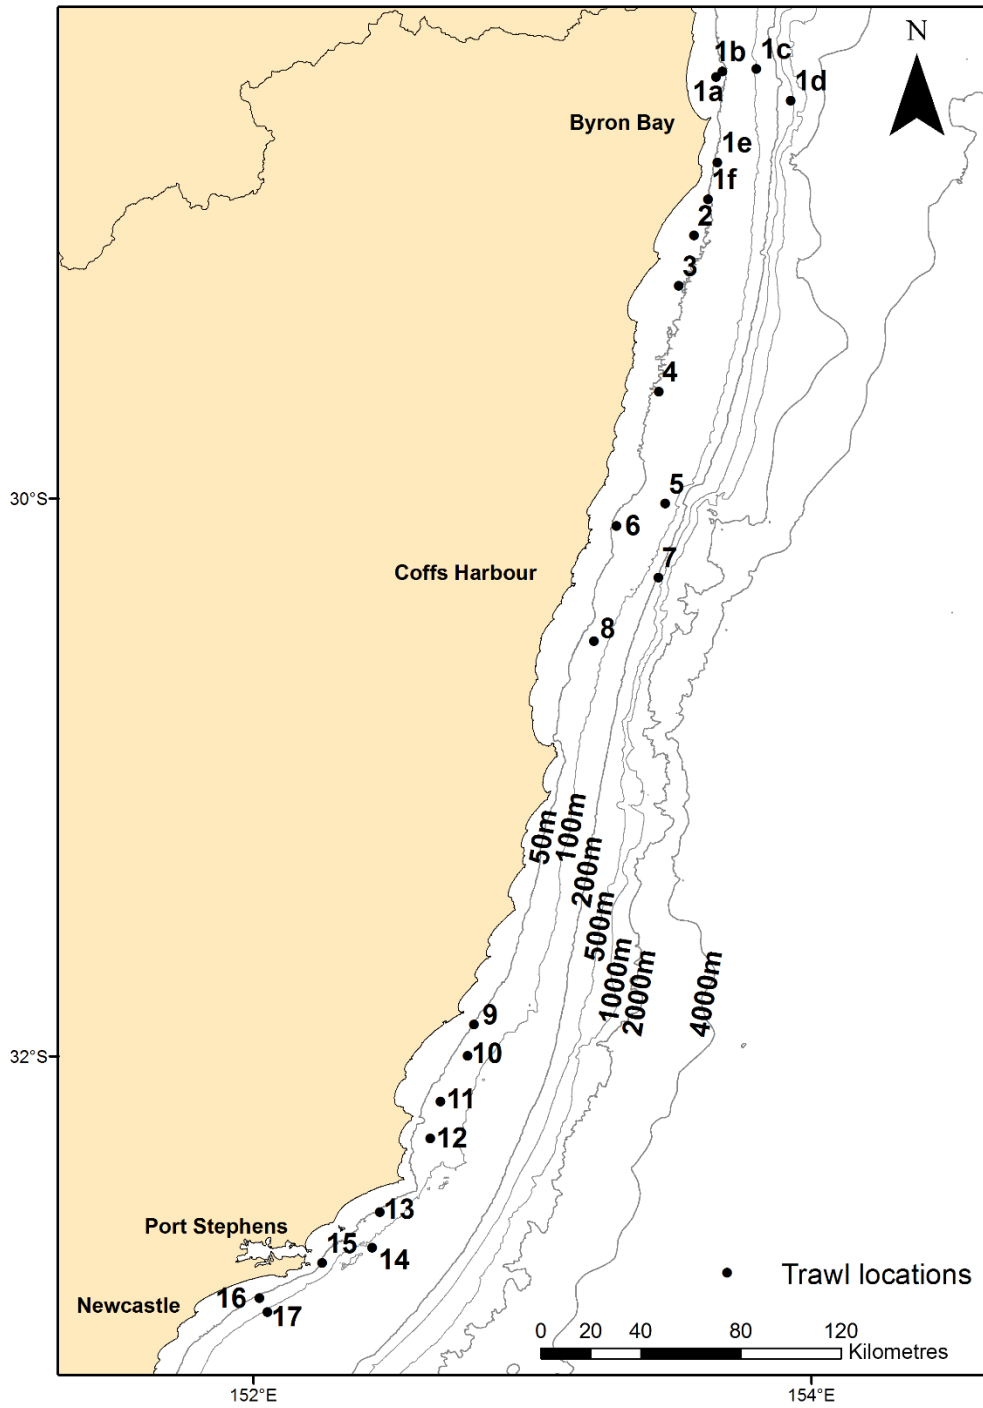 N
1b
1c
1a
1d
Byron Bay
1e
1f
2
3
4
30°S
5
6
7
Coffs Harbour
8
50m
100m
200m
500m
1000m
2000m
4000m
9
32°S
10
11
12
13
Port Stephens
15
14
Trawl locations
16
Newcastle
17
0 20 40 80 120
Kilometres
152°E
154°E